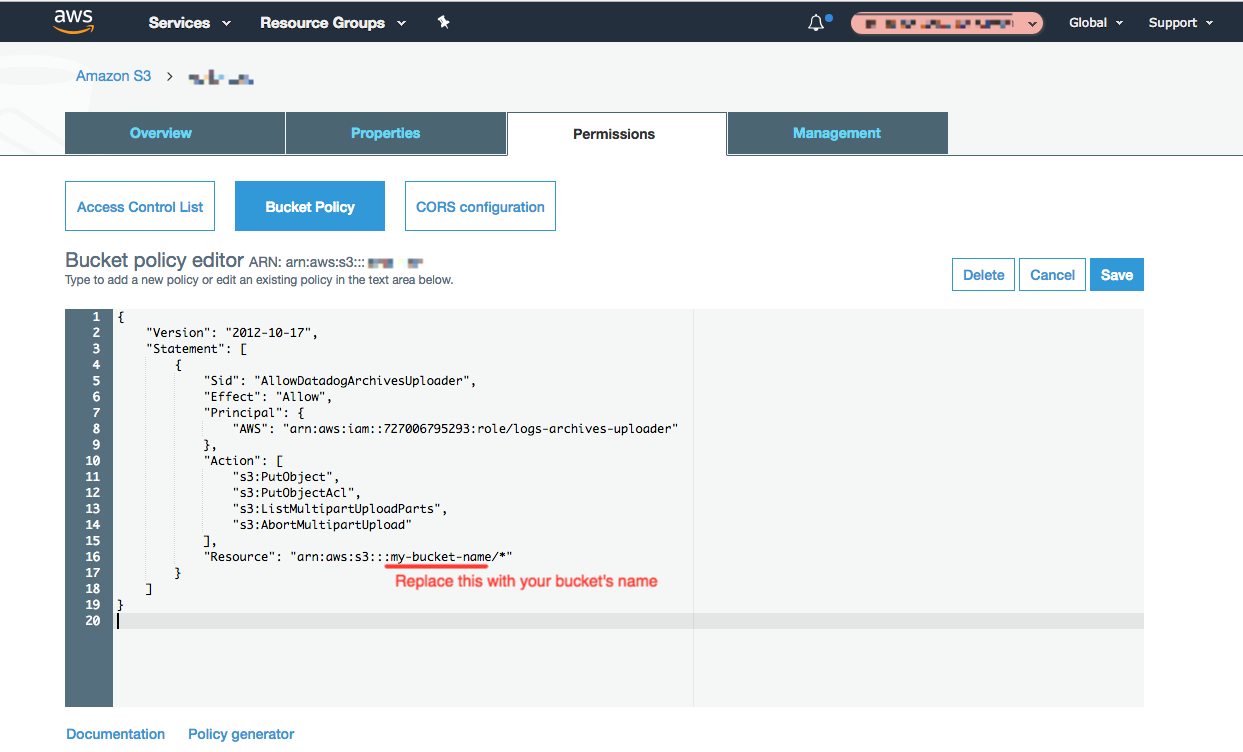 aws Services Resource Groups Global Support
Amazon S3 >
Overview Properties Permissions Management
Access Control List Bucket Policy CORS configuration
Bucket policy editor ARN: arn:aws:s3:::
Type to add a new policy or edit an existing policy in the text area below.
Delete Cancel Save
1 {
2 "Version": "2012-10-17",
3 "Statement": [
4 {
5 "Sid": "AllowDatadogArchivesUploader",
6 "Effect": "Allow",
7 "Principal": {
8 "AWS": "arn:aws:iam::727006795293:role/logs-archives-uploader"
9 },
10 "Action": [
11 "s3:PutObject",
12 "s3:PutObjectAcl",
13 "s3:ListMultipartUploadParts",
14 "s3:AbortMultipartUpload"
15 ],
16 "Resource": "arn:aws:s3:::my-bucket-name/*"
17 }
Replace this with your bucket's name
18 ]
19 }
20
Documentation Policy generator